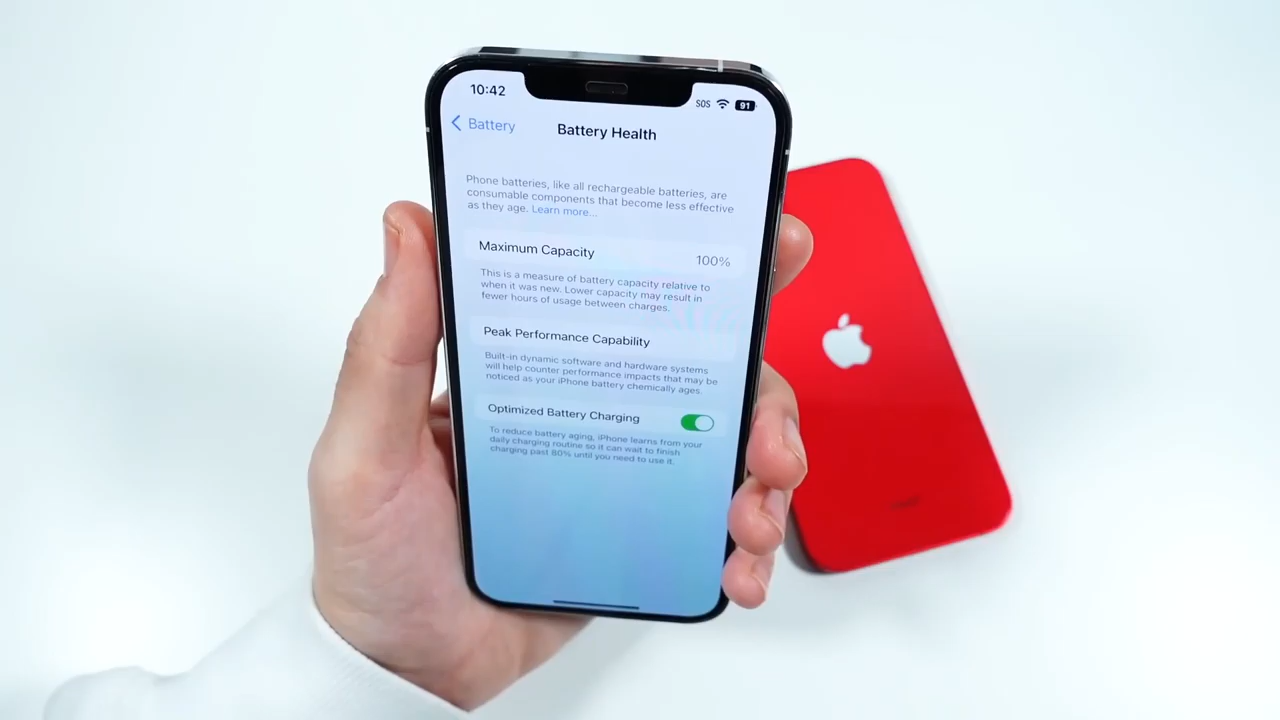 10:42
SOS
91
Battery
Battery Health
Phone batteries, like all rechargeable batteries, are
consumable components that become less effective
as they age. Learn more...
Maximum Capacity
100%
This is a measure of battery capacity relative to
when it was new. Lower capacity may result in
fewer hours of usage between charges.
Peak Performance Capability
Built-in dynamic software and hardware systems
will help counter performance impacts that may be
noticed as your iPhone battery chemically ages.
Optimized Battery Charging
To reduce battery aging, iPhone learns from your
daily charging routine so it can wait to finish
charging past 80% until you need to use it.